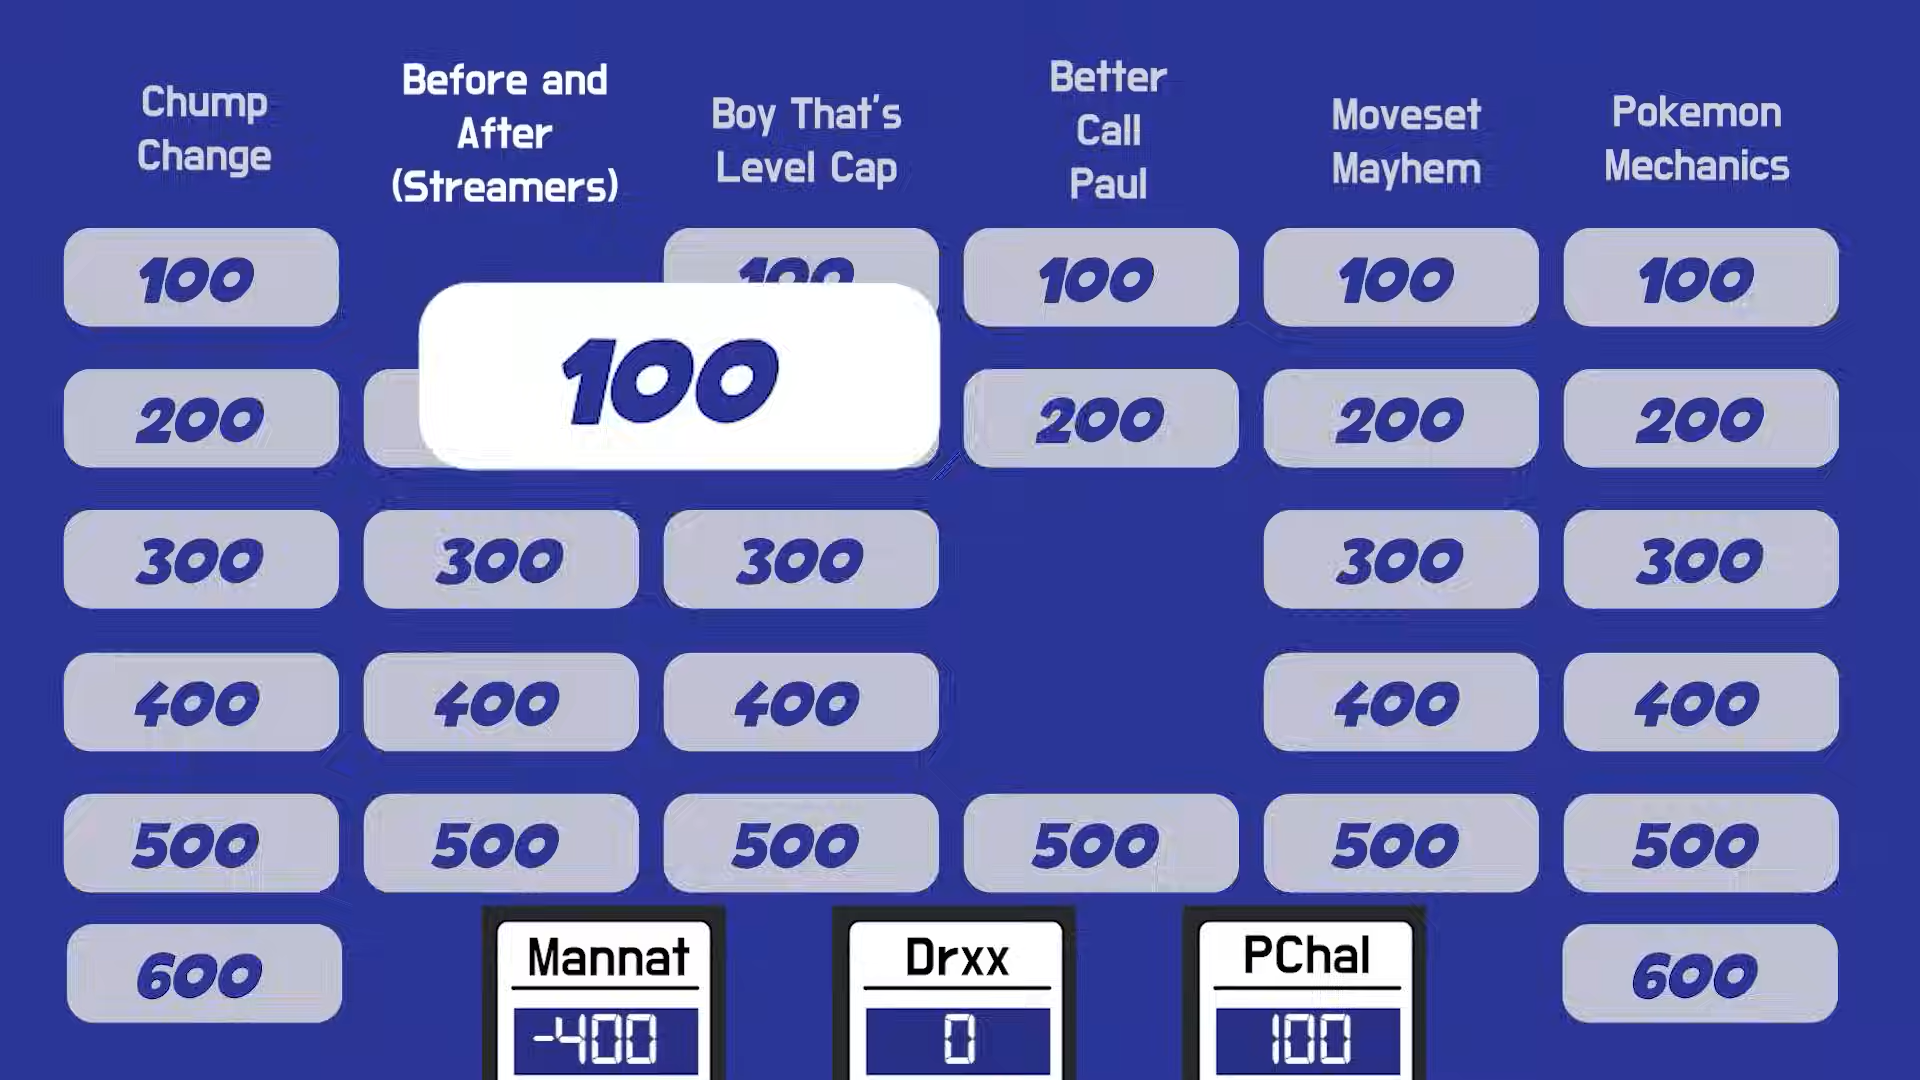 Chump
Change
Before and
After
(Streamers)
Boy That's
Level Cap
Better
Call
Paul
Moveset
Mayhem
Pokemon
Mechanics
100 100 100 100 100
100
200 200 200 200
300 300 300 300 300
400 400 400 400 400
500 500 500 500 500 500
600 600
Mannat
-400
Drxx
0
PChal
100